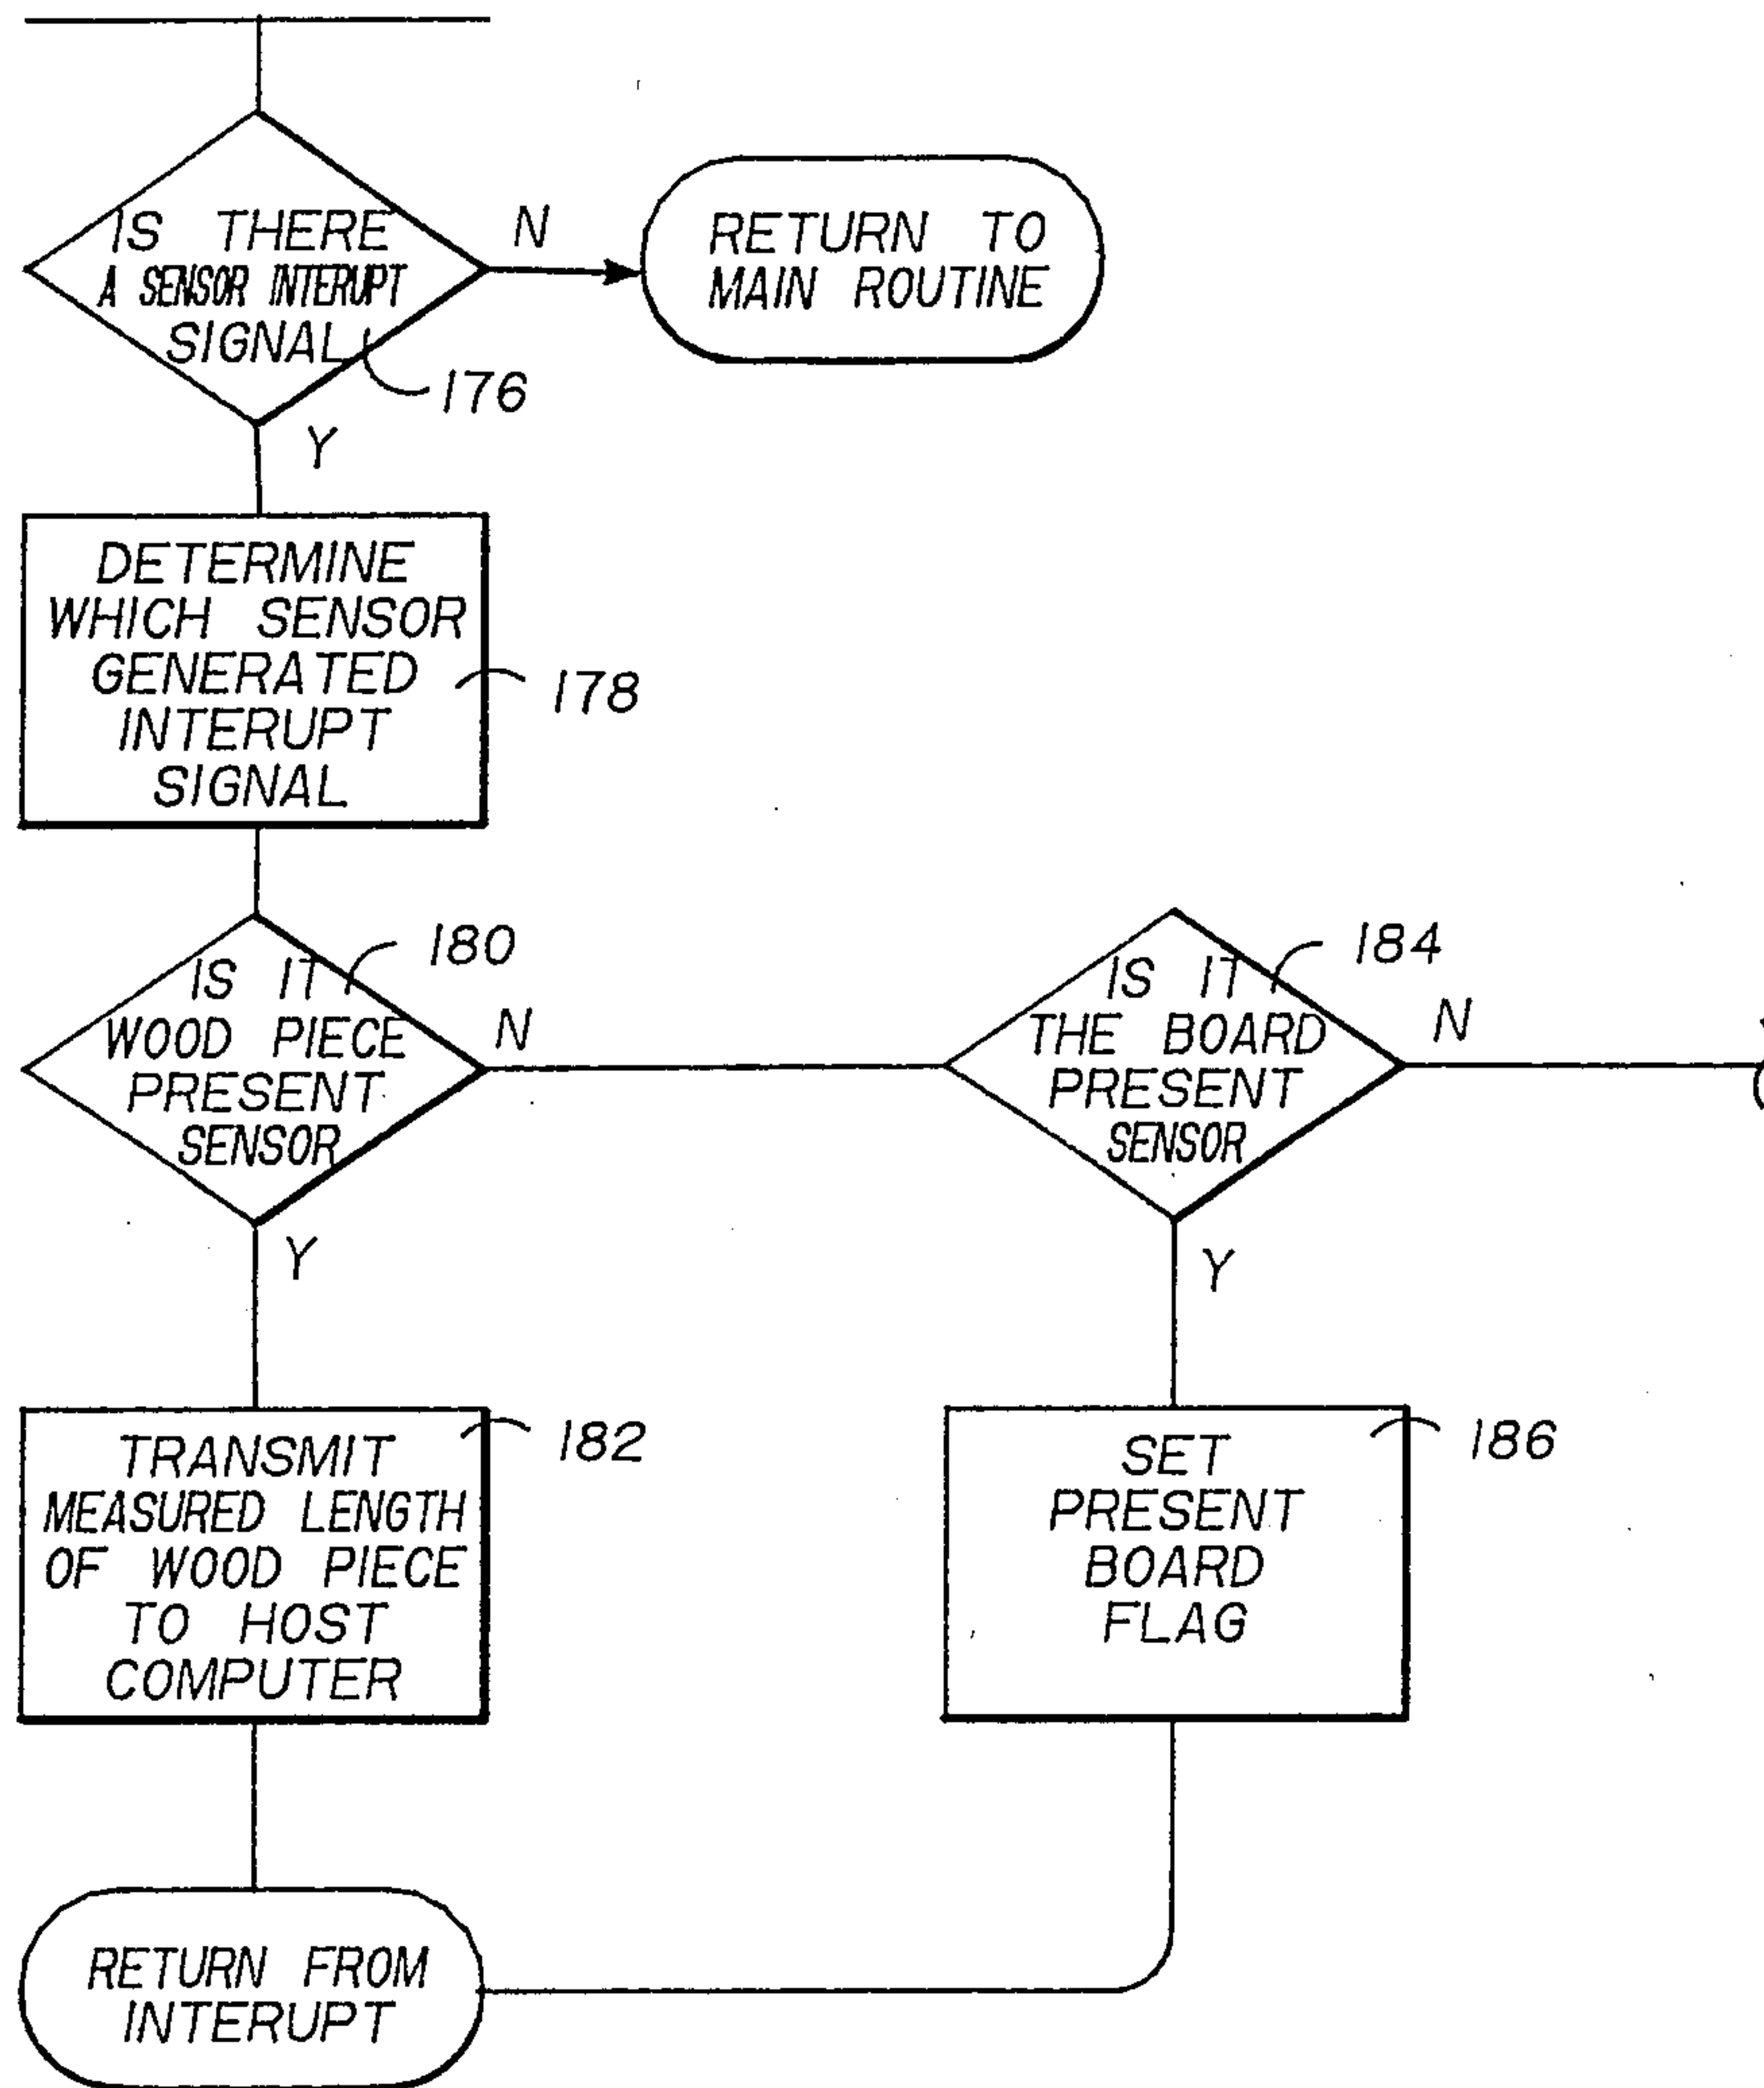 IS THERE
A SENSOR INTERUPT
SIGNAL
176
N
RETURN TO
MAIN ROUTINE
Y
DETERMINE
WHICH SENSOR
GENERATED
INTERUPT
SIGNAL
178
180
IS IT
WOOD PIECE
PRESENT
SENSOR
N
184
IS IT
THE BOARD
PRESENT
SENSOR
N
Y
Y
TRANSMIT
MEASURED LENGTH
OF WOOD PIECE
TO HOST
COMPUTER
182
SET
PRESENT
BOARD
FLAG
186
RETURN FROM
INTERUPT